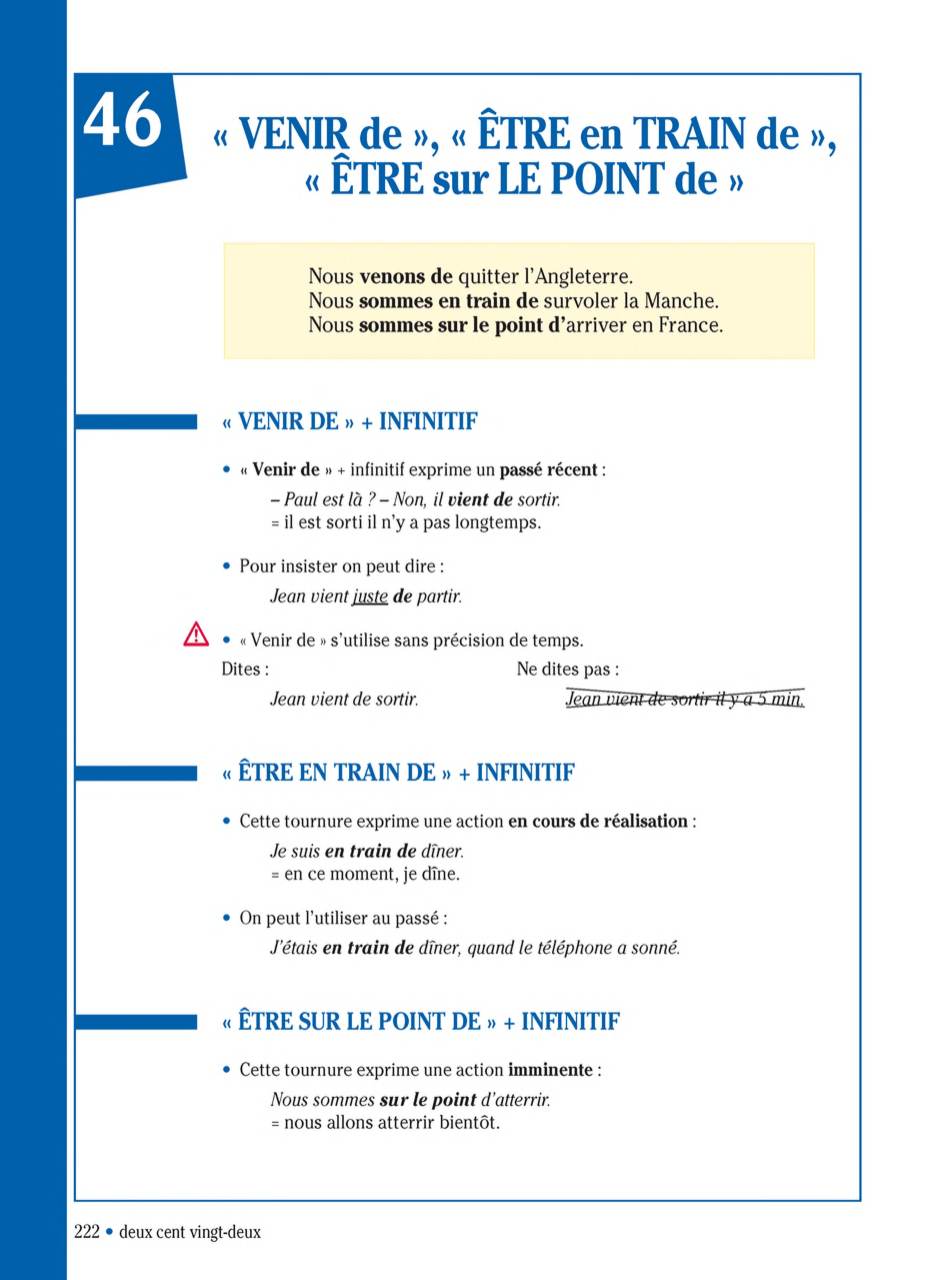 46
« VENIR de », « ÊTRE en TRAIN de »,
« ÊTRE sur LE POINT de »
Nous venons de quitter l'Angleterre.
Nous sommes en train de survoler la Manche.
Nous sommes sur le point d'arriver en France.
« VENIR DE » + INFINITIF
• « Venir de » + infinitif exprime un passé récent :
– Paul est là ? – Non, il vient de sortir.
= il est sorti il n'y a pas longtemps.
• Pour insister on peut dire :
Jean vient juste de partir.
• « Venir de » s'utilise sans précision de temps.
Dites : Ne dites pas :
Jean vient de sortir. Jean vient de sortir il y a 5 min.
« ÊTRE EN TRAIN DE » + INFINITIF
• Cette tournure exprime une action en cours de réalisation :
Je suis en train de dîner.
= en ce moment, je dîne.
• On peut l'utiliser au passé :
J'étais en train de dîner, quand le téléphone a sonné.
« ÊTRE SUR LE POINT DE » + INFINITIF
• Cette tournure exprime une action imminente :
Nous sommes sur le point d'atterrir.
= nous allons atterrir bientôt.
222 • deux cent vingt-deux